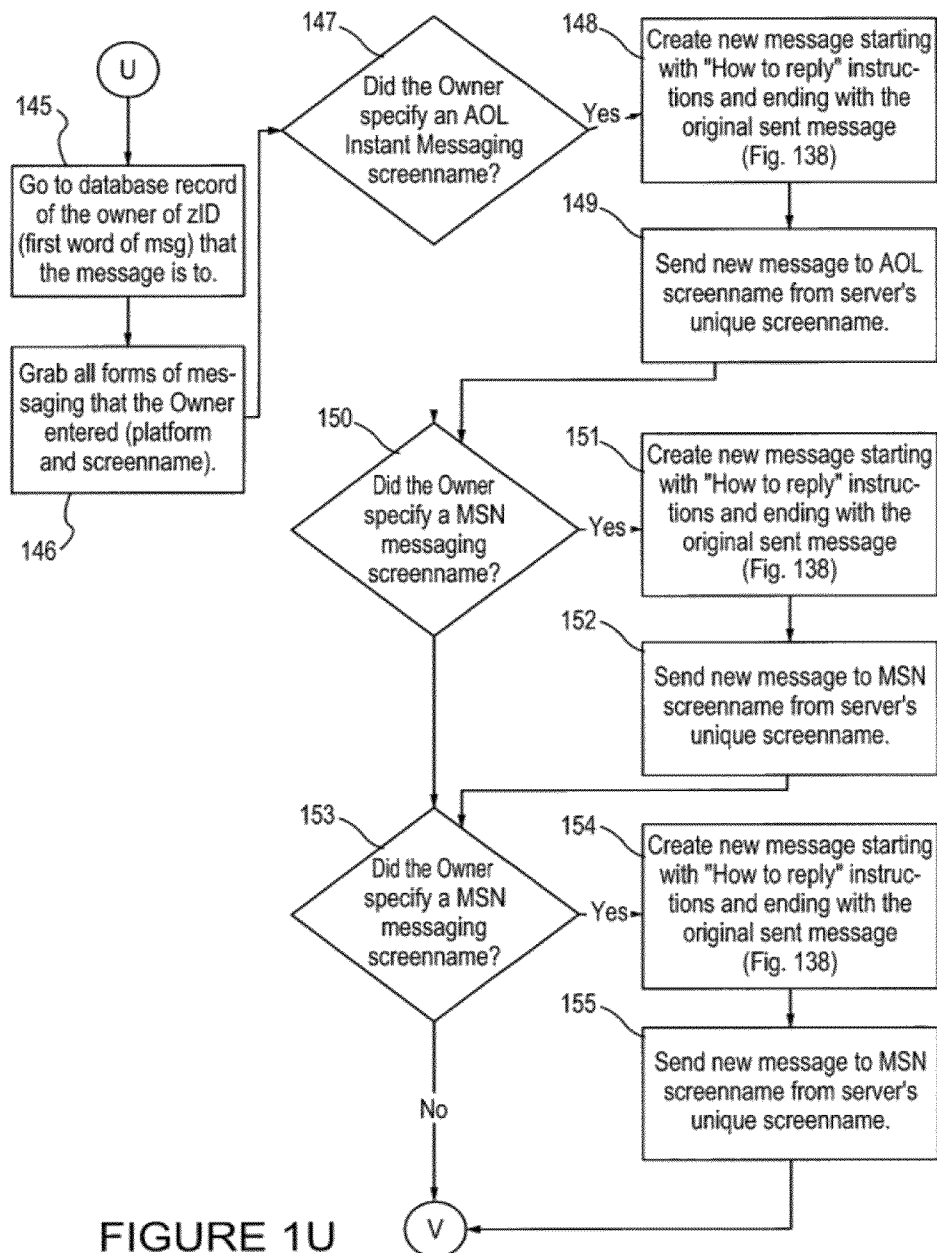 U
145
Go to database record
of the owner of zID
(first word of msg) that
the message is to.
Grab all forms of mes-
saging that the Owner
entered (platform
and screenname).
146
147
Did the Owner
specify an AOL
Instant Messaging
screenname?
Yes
148
Create new message starting
with "How to reply" instruc-
tions and ending with the
original sent message
(Fig. 138)
149
Send new message to AOL
screenname from server's
unique screenname.
150
Did the Owner
specify a MSN
messaging
screenname?
Yes
151
Create new message starting
with "How to reply" instruc-
tions and ending with the
original sent message
(Fig. 138)
152
Send new message to MSN
screenname from server's
unique screenname.
153
Did the Owner
specify a MSN
messaging
screenname?
Yes
154
Create new message starting
with "How to reply" instruc-
tions and ending with the
original sent message
(Fig. 138)
155
Send new message to MSN
screenname from server's
unique screenname.
No
V
FIGURE 1U